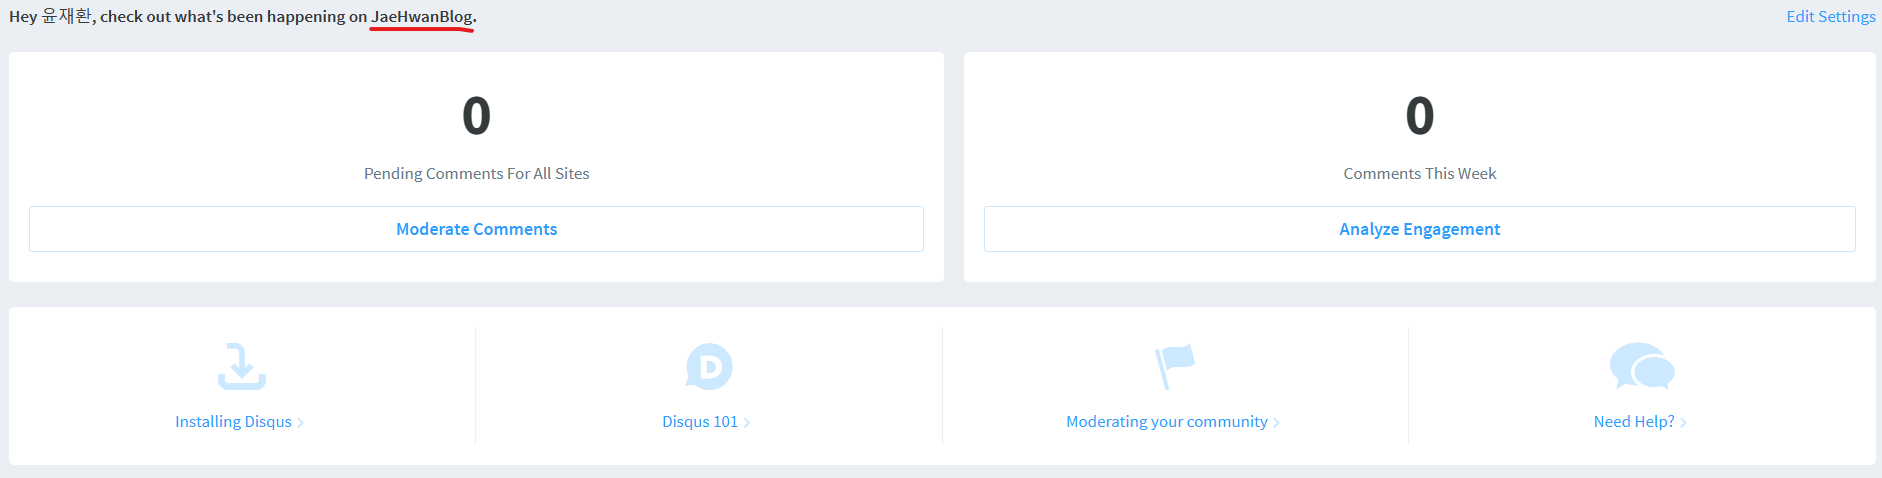 Hey 윤재환, check out what's been happening on JaeHwanBlog.
Edit Settings
0
Pending Comments For All Sites
Moderate Comments
0
Comments This Week
Analyze Engagement
Installing Disqus
D
Disqus 101
Moderating your community
Need Help?